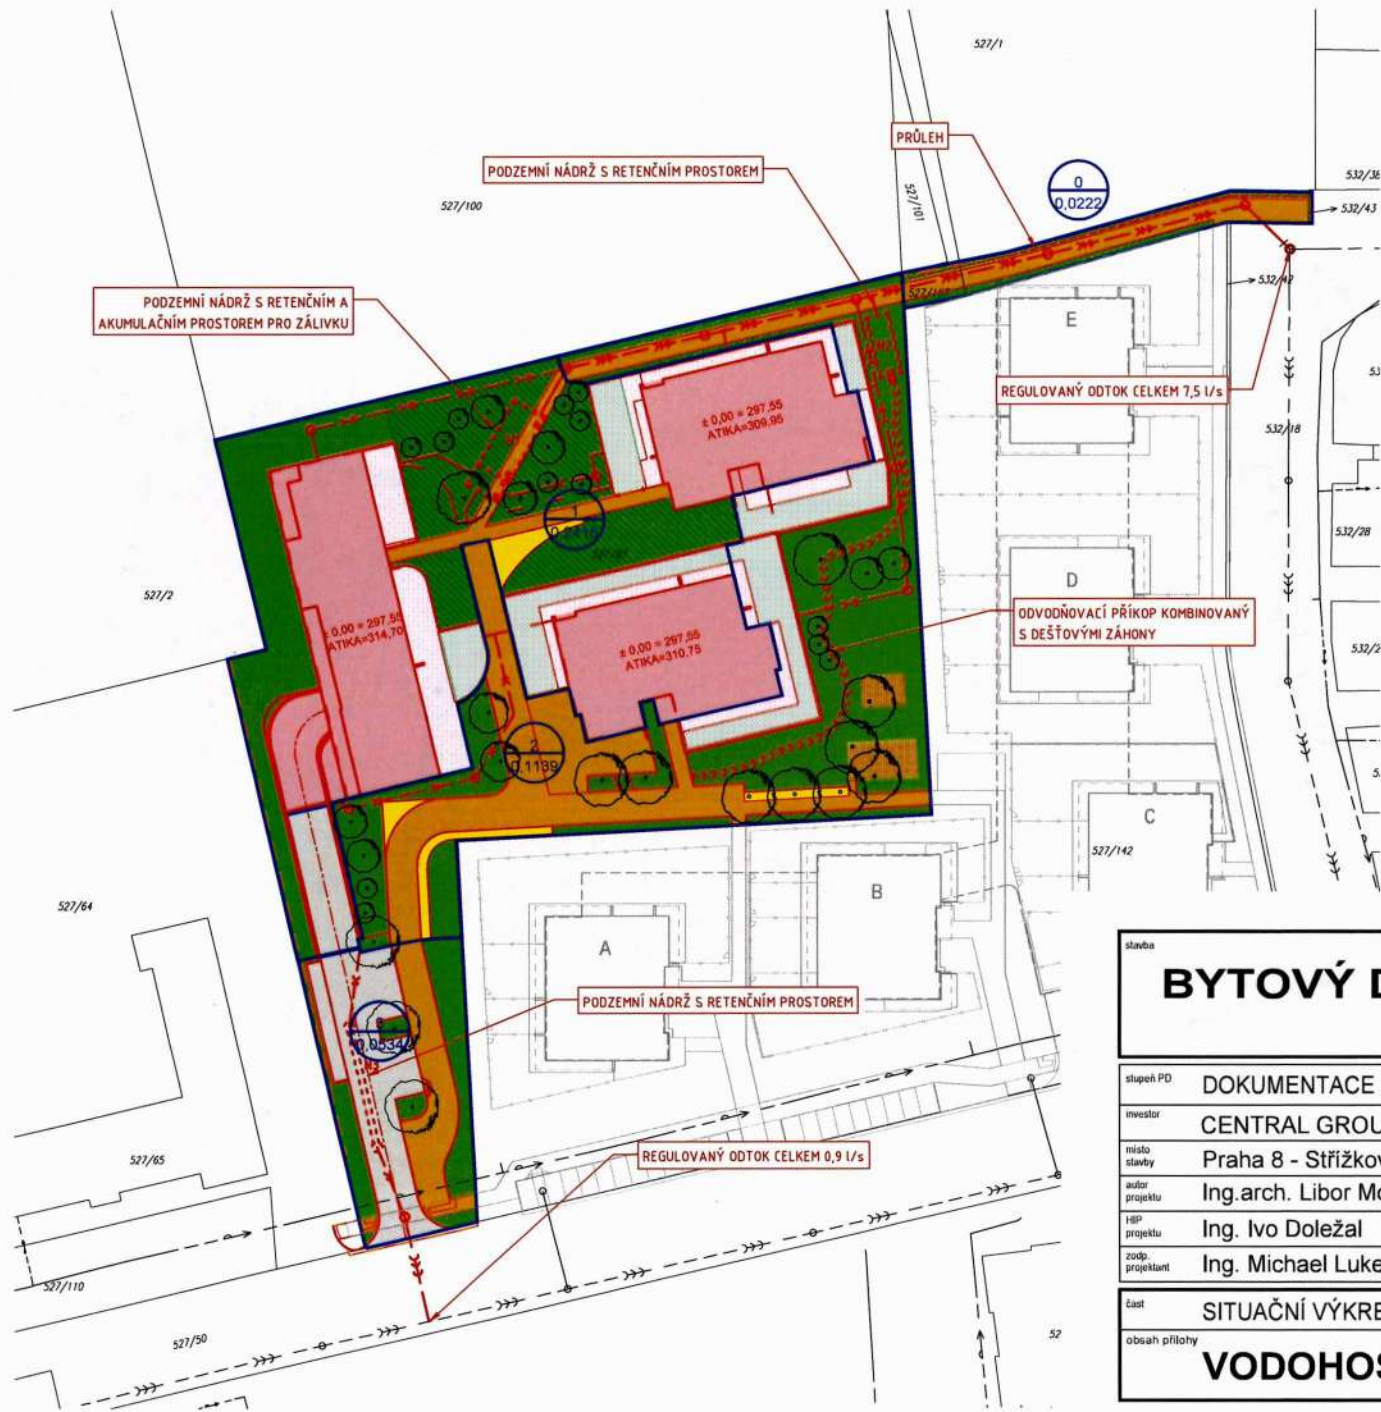 527/1
PRŮLEH
PODZEMNÍ NÁDRŽ S RETENČNÍM PROSTOREM
0
0,0222
532/43
527/101
527/100
532/42
PODZEMNÍ NÁDRŽ S RETENČNÍM A
AKUMULAČNÍM PROSTOREM PRO ZÁLIVKU
E
REGULOVANÝ ODTOK CELKEM 7,5 l/s
± 0,00 = 297,55
ATIKA=309,95
532/18
1
532/28
527/2
D
ODVODŇOVACÍ PŘÍKOP KOMBINOVANÝ
S DEŠŤOVÝMI ZÁHONY
± 0,00 = 297,55
ATIKA=314,70
± 0,00 = 297,55
ATIKA=310,75
2
0,1139
C
527/142
B
527/64
A
PODZEMNÍ NÁDRŽ S RETENČNÍM PROSTOREM
0,0534
527/65
REGULOVANÝ ODTOK CELKEM 0,9 l/s
527/110
527/50
52
stavba
BYTOVÝ D
stupeň PD DOKUMENTACE
investor CENTRAL GROU
místo
stavby Praha 8 - Střížkov
autor
projektu Ing.arch. Libor Mo
HIP
projektu Ing. Ivo Doležal
zodp.
projektant Ing. Michael Luke
část SITUAČNÍ VÝKRE
obsah přílohy
VODOHOS